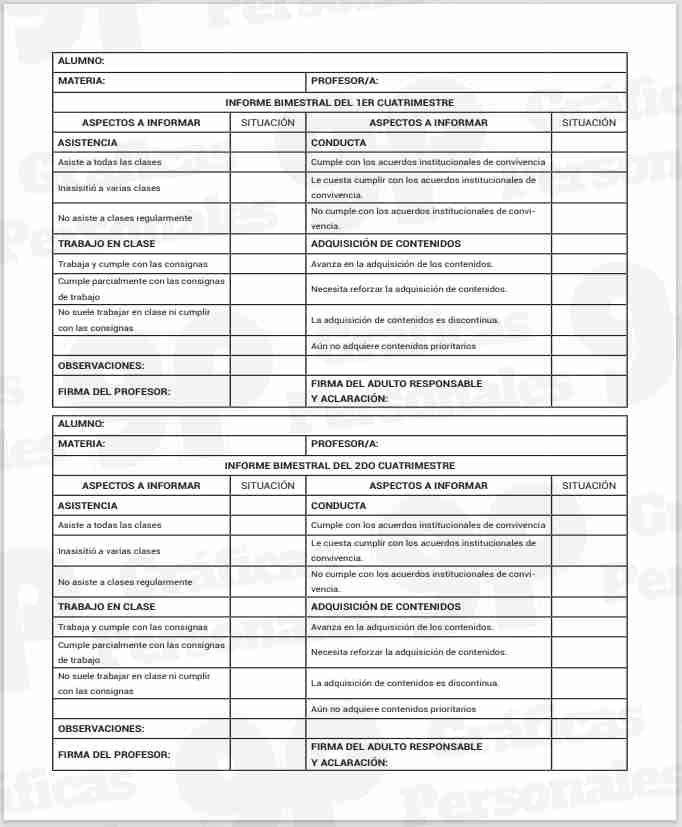 ALUMNO:
MATERIA: PROFESOR/A:
INFORME BIMESTRAL DEL 1ER CUATRIMESTRE
ASPECTOS A INFORMAR SITUACIÓN ASPECTOS A INFORMAR SITUACIÓN
ASISTENCIA CONDUCTA
Asiste a todas las clases Cumple con los acuerdos institucionales de convivencia
Inasisitió a varias clases Le cuesta cumplir con los acuerdos institucionales de
convivencia.
No asiste a clases regularmente No cumple con los acuerdos institucionales de convi-
vencia.
TRABAJO EN CLASE ADQUISICIÓN DE CONTENIDOS
Trabaja y cumple con las consignas Avanza en la adquisición de los contenidos.
Cumple parcialmente con las consignas
de trabajo Necesita reforzar la adquisición de contenidos.
No suele trabajar en clase ni cumplir
con las consignas La adquisición de contenidos es discontinua.
Aún no adquiere contenidos prioritarios
OBSERVACIONES:
FIRMA DEL PROFESOR: FIRMA DEL ADULTO RESPONSABLE
Y ACLARACIÓN:
ALUMNO:
MATERIA: PROFESOR/A:
INFORME BIMESTRAL DEL 2DO CUATRIMESTRE
ASPECTOS A INFORMAR SITUACIÓN ASPECTOS A INFORMAR SITUACIÓN
ASISTENCIA CONDUCTA
Asiste a todas las clases Cumple con los acuerdos institucionales de convivencia
Inasisitió a varias clases Le cuesta cumplir con los acuerdos institucionales de
convivencia.
No asiste a clases regularmente No cumple con los acuerdos institucionales de convi-
vencia.
TRABAJO EN CLASE ADQUISICIÓN DE CONTENIDOS
Trabaja y cumple con las consignas Avanza en la adquisición de los contenidos.
Cumple parcialmente con las consignas
de trabajo Necesita reforzar la adquisición de contenidos.
No suele trabajar en clase ni cumplir
con las consignas La adquisición de contenidos es discontinua.
Aún no adquiere contenidos prioritarios
OBSERVACIONES:
FIRMA DEL PROFESOR: FIRMA DEL ADULTO RESPONSABLE
Y ACLARACIÓN:
gp Gráficas Personales